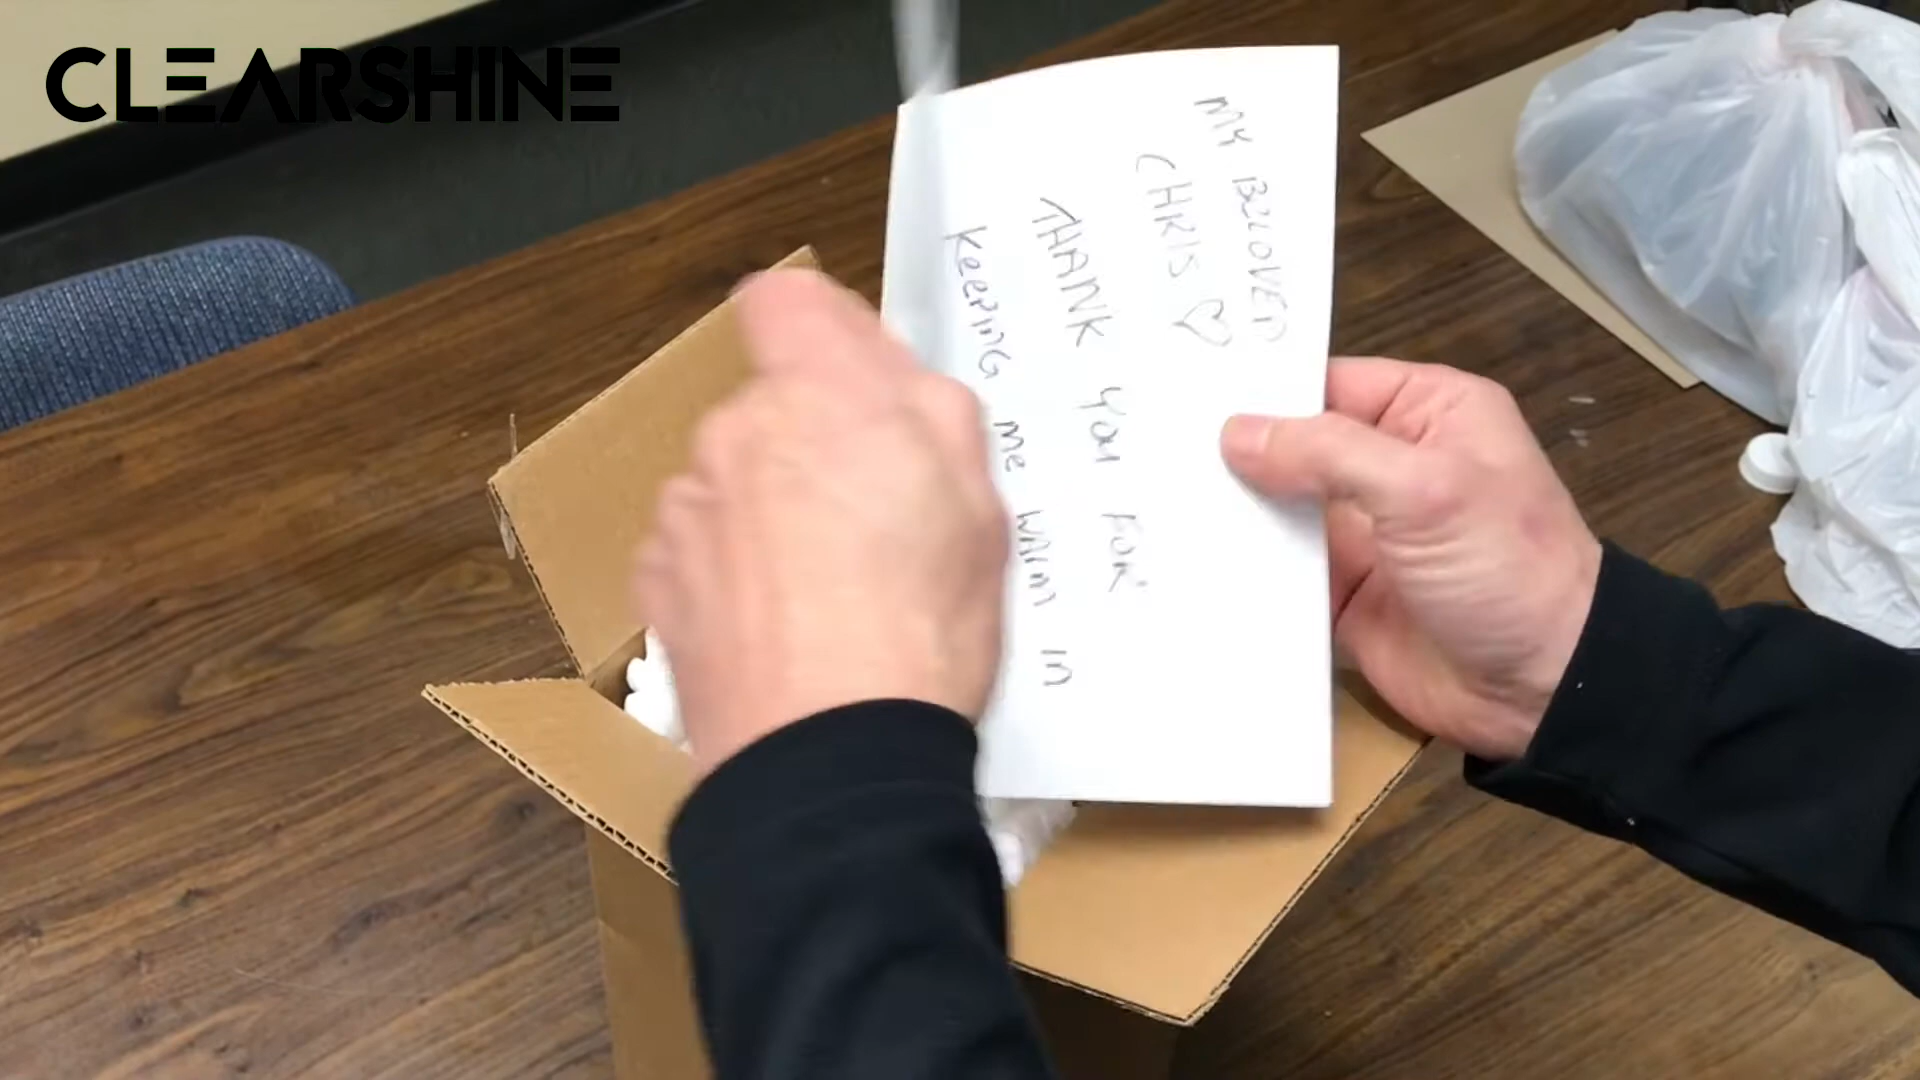 CLEARSHINE
MY BELOVED
CHRIS ♡
THANK YOU FOR
KeePING me WARM IN